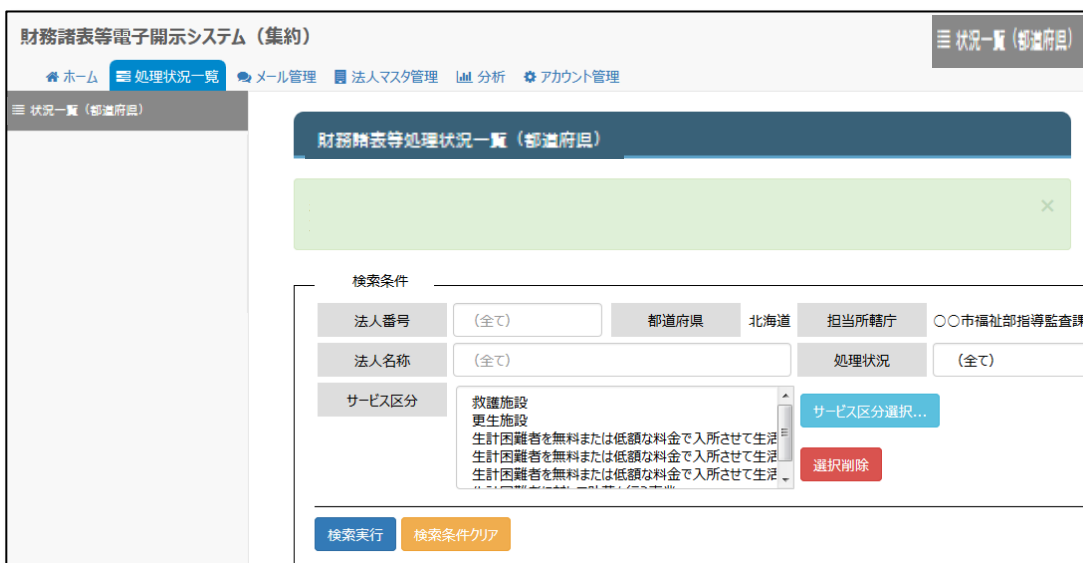 財務諸表等電子開示システム（集約）
状況一覧（都道府県）
ホーム 処理状況一覧 メール管理 法人マスタ管理 分析 アカウント管理
状況一覧（都道府県）
財務諸表等処理状況一覧（都道府県）
×
検索条件
法人番号 （全て） 都道府県 北海道 担当所轄庁 〇〇市福祉部指導監査課
法人名称 （全て） 処理状況 （全て）
サービス区分 救護施設 サービス区分選択...
更生施設
生計困難者を無料または低額な料金で入所させて生活
生計困難者を無料または低額な料金で入所させて生活
生計困難者を無料または低額な料金で入所させて生活
選択削除
検索実行 検索条件クリア